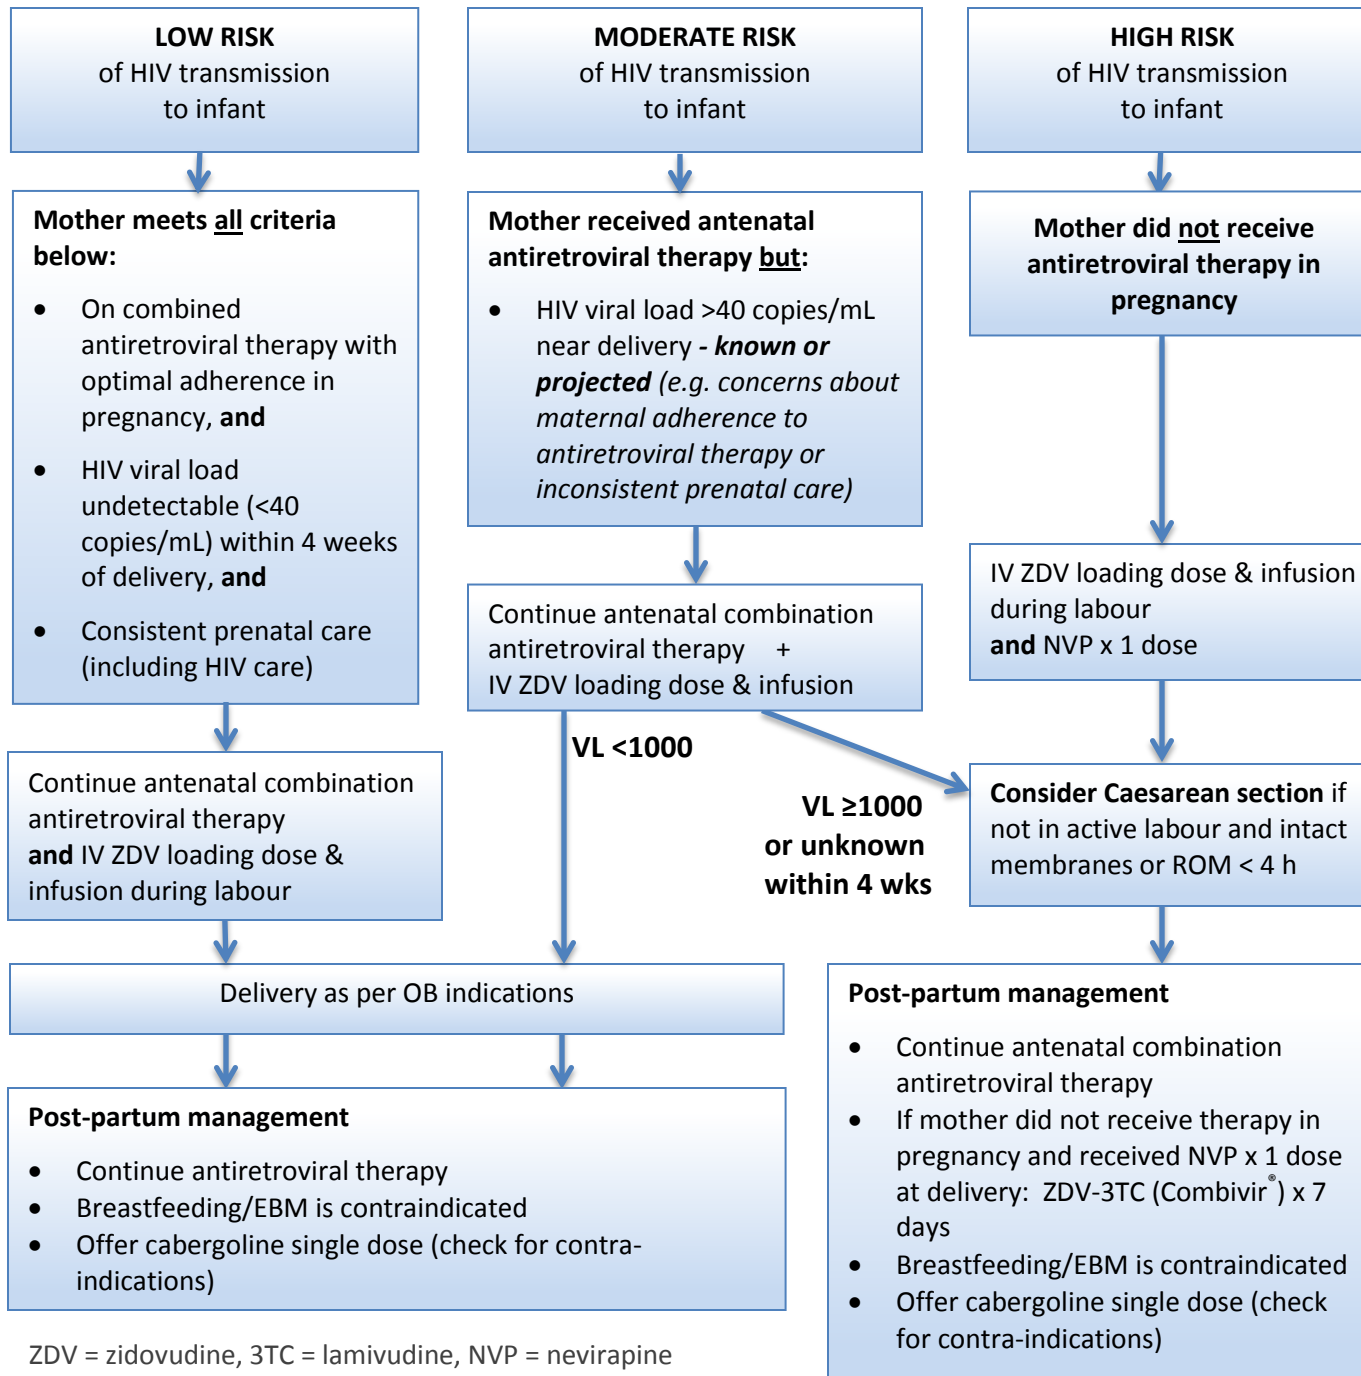 LOW RISK
of HIV transmission
to infant
MODERATE RISK
of HIV transmission
to infant
HIGH RISK
of HIV transmission
to infant
Mother meets all criteria
below:
• On combined
antiretroviral therapy with
optimal adherence in
pregnancy, and
• HIV viral load
undetectable (<40
copies/mL) within 4 weeks
of delivery, and
• Consistent prenatal care
(including HIV care)
Mother received antenatal
antiretroviral therapy but:
• HIV viral load >40 copies/mL
near delivery - known or
projected (e.g. concerns about
maternal adherence to
antiretroviral therapy or
inconsistent prenatal care)
Mother did not receive
antiretroviral therapy in
pregnancy
Continue antenatal combination
antiretroviral therapy +
IV ZDV loading dose & infusion
IV ZDV loading dose & infusion
during labour
and NVP x 1 dose
VL <1000
VL ≥1000
or unknown
within 4 wks
Continue antenatal combination
antiretroviral therapy
and IV ZDV loading dose &
infusion during labour
Consider Caesarean section if
not in active labour and intact
membranes or ROM < 4 h
Delivery as per OB indications
Post-partum management
• Continue antiretroviral therapy
• Breastfeeding/EBM is contraindicated
• Offer cabergoline single dose (check for contra-
indications)
Post-partum management
• Continue antenatal combination
antiretroviral therapy
• If mother did not receive therapy in
pregnancy and received NVP x 1 dose
at delivery: ZDV-3TC (Combivir®) x 7
days
• Breastfeeding/EBM is contraindicated
• Offer cabergoline single dose (check
for contra-indications)
ZDV = zidovudine, 3TC = lamivudine, NVP = nevirapine